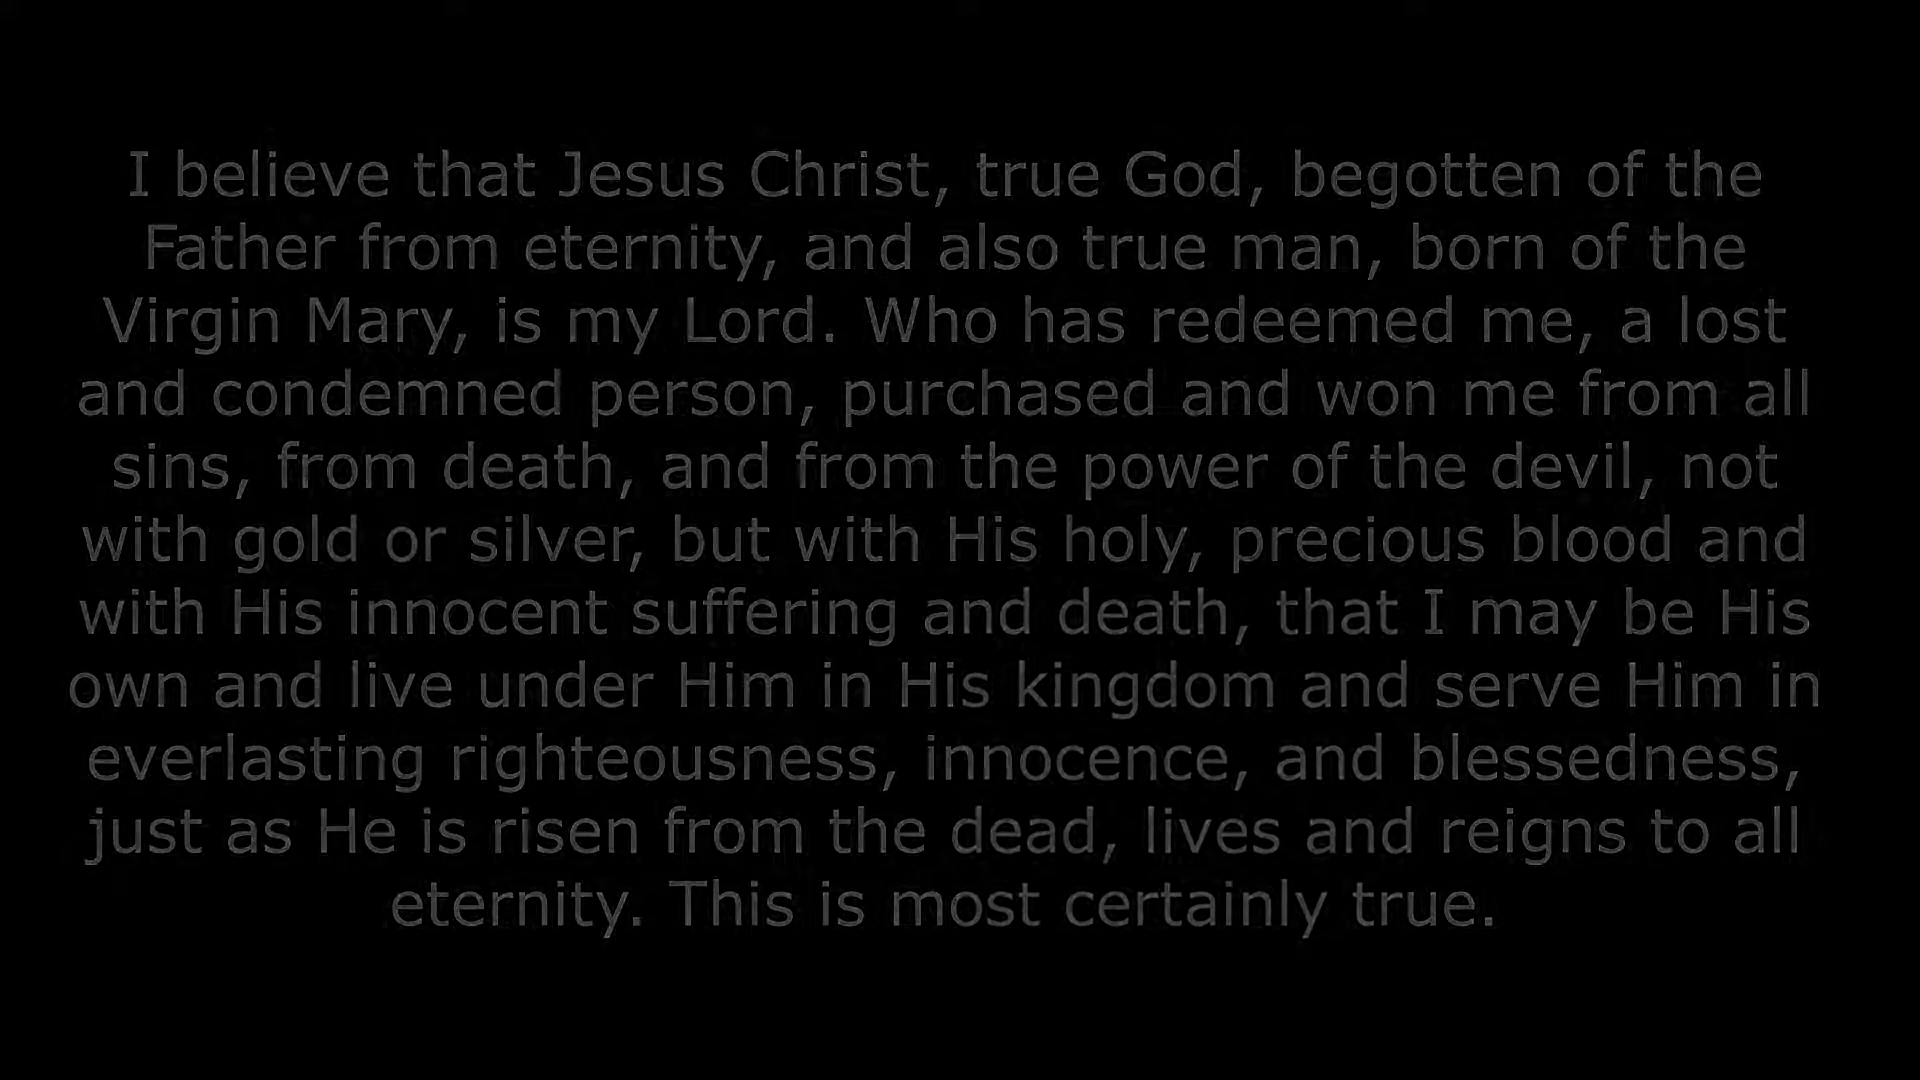 I believe that Jesus Christ, true God, begotten of the
Father from eternity, and also true man, born of the
Virgin Mary, is my Lord. Who has redeemed me, a lost
and condemned person, purchased and won me from all
sins, from death, and from the power of the devil, not
with gold or silver, but with His holy, precious blood and
with His innocent suffering and death, that I may be His
own and live under Him in His kingdom and serve Him in
everlasting righteousness, innocence, and blessedness,
just as He is risen from the dead, lives and reigns to all
eternity. This is most certainly true.